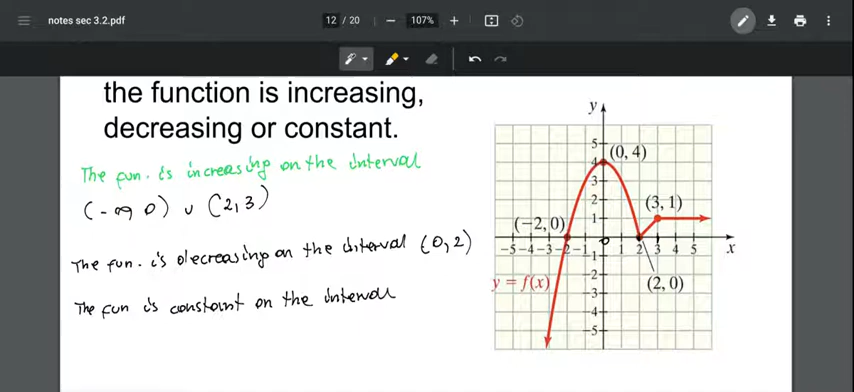 notes sec 3.2.pdf
12 / 20
107%
the function is increasing,
decreasing or constant.
The fun. is increasing on the interval
(-∞ 0) ∪ (2,3)
The fun. is decreasing on the interval (0,2)
The fun is constant on the interval
y
5
(0, 4)
4
3
2
(3, 1)
1
(−2, 0)
-5 -4 -3 -2 -1 0 1 2 3 4 5 x
−2
y = f(x)
(2, 0)
−3
−4
−5